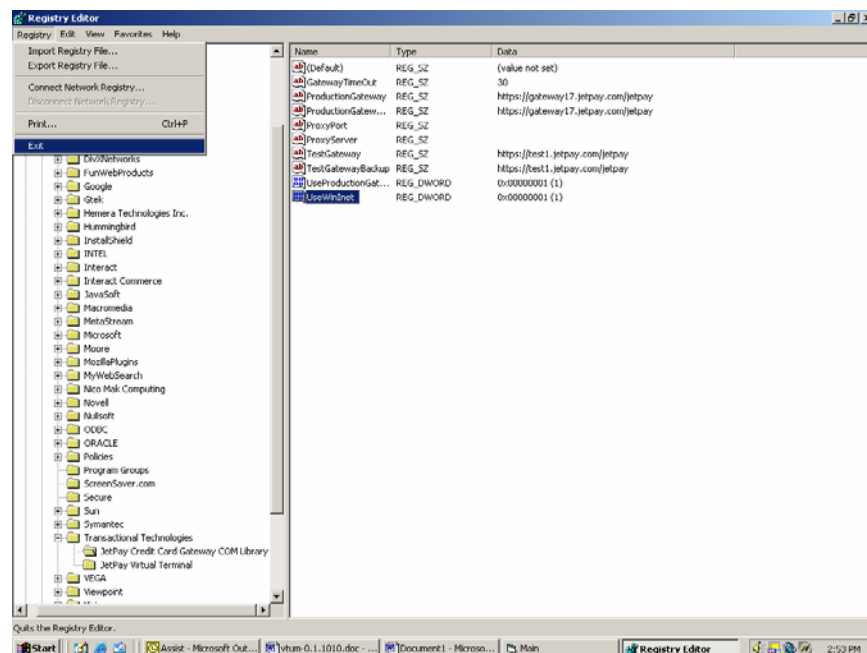 Registry Editor
Registry Edit View Favorites Help
Import Registry File...
Export Registry File...
Connect Network Registry...
Disconnect Network Registry...
Print... Ctrl+P
Exit
DivXNetworks
FunWebProducts
Google
Gtek
Hemera Technologies Inc.
Hummingbird
InstallShield
INTEL
Interact
Interact Commerce
JavaSoft
Macromedia
MetaStream
Microsoft
Moore
MozillaPlugins
MyWebSearch
Nico Mak Computing
Novell
Nullsoft
ODBC
ORACLE
Policies
Program Groups
ScreenSaver.com
Secure
Sun
Symantec
Transactional Technologies
JetPay Credit Card Gateway COM Library
JetPay Virtual Terminal
VEGA
Viewpoint
Name Type Data
(Default) REG_SZ (value not set)
GatewayTimeOut REG_SZ 30
ProductionGateway REG_SZ https://gateway17.jetpay.com/jetpay
ProductionGatew... REG_SZ https://gateway17.jetpay.com/jetpay
ProxyPort REG_SZ
ProxyServer REG_SZ
TestGateway REG_SZ https://test1.jetpay.com/jetpay
TestGatewayBackup REG_SZ https://test1.jetpay.com/jetpay
UseProductionGat... REG_DWORD 0x00000001 (1)
UseWinInet REG_DWORD 0x00000001 (1)
Quits the Registry Editor.
Start Assist - Microsoft Out... vtum-0.1.1010.doc - ... Document1 - Microso... Main Registry Editor 2:53 PM